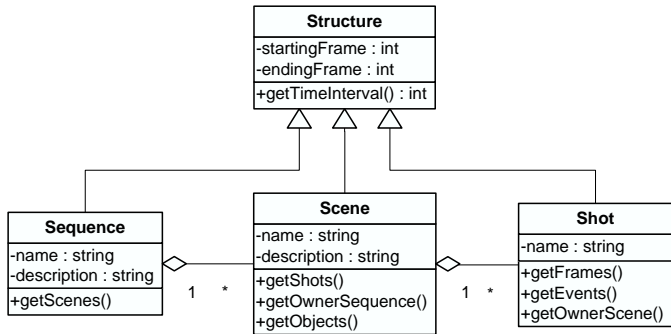 Structure
-startingFrame : int
-endingFrame : int
+getTimeInterval() : int
Sequence
-name : string
-description : string
+getScenes()
1 *
Scene
-name : string
-description : string
+getShots()
+getOwnerSequence()
+getObjects()
1 *
Shot
-name : string
+getFrames()
+getEvents()
+getOwnerScene()